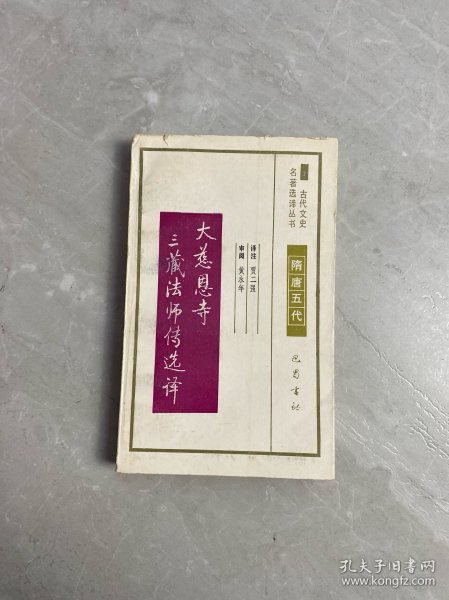 古代文史
名著选译丛书
隋唐五代
巴蜀书社
译注 贾二强
审阅 黄永年
大慈恩寺
三藏法师传选译
孔夫子旧书网
www.kongfz.com